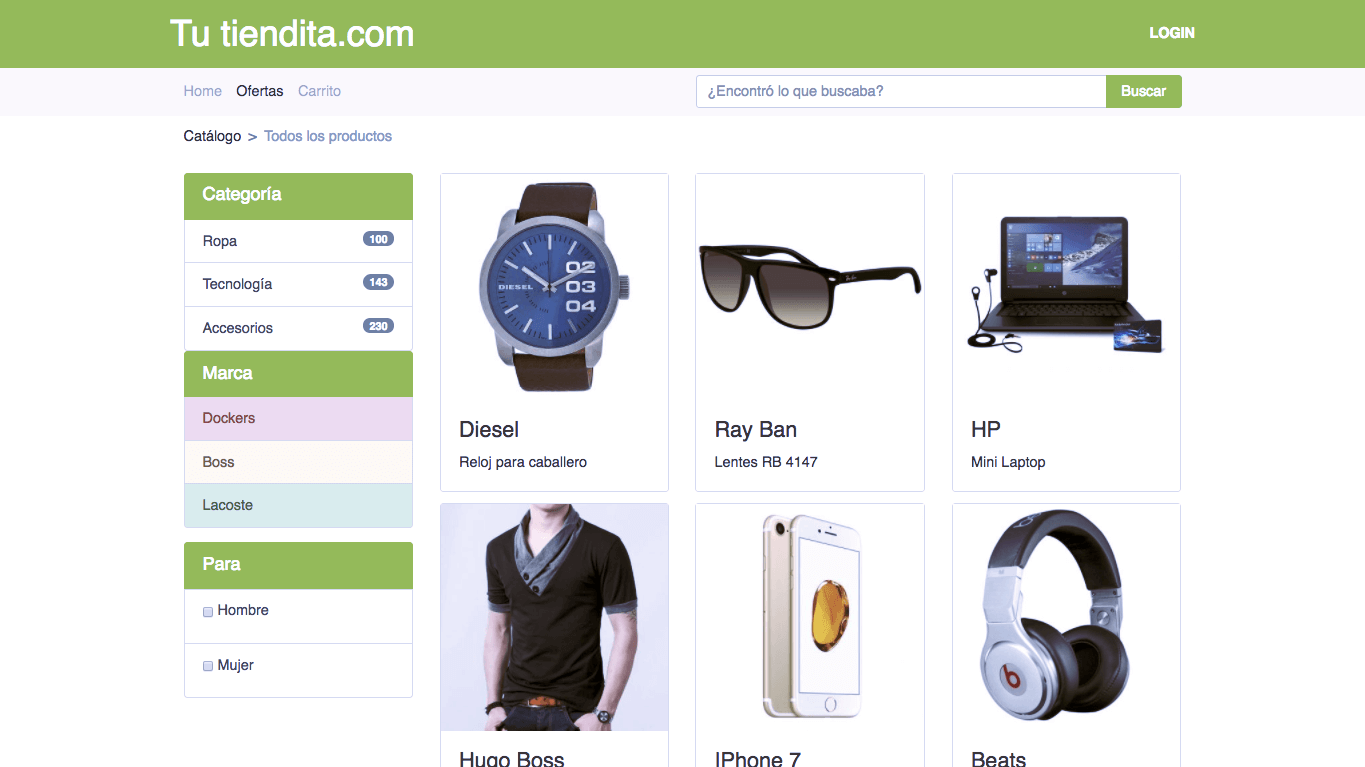 Tu tiendita.com
LOGIN
Home Ofertas Carrito
¿Encontró lo que buscaba?
Buscar
Catálogo > Todos los productos
Categoría
Ropa 100
Tecnología 143
Accesorios 230
Marca
Dockers
Boss
Lacoste
Para
Hombre
Mujer
DIESEL
02
03
04
Diesel
Reloj para caballero
Ray Ban
Lentes RB 4147
HP
Mini Laptop
Hugo Boss
IPhone 7
b
Beats